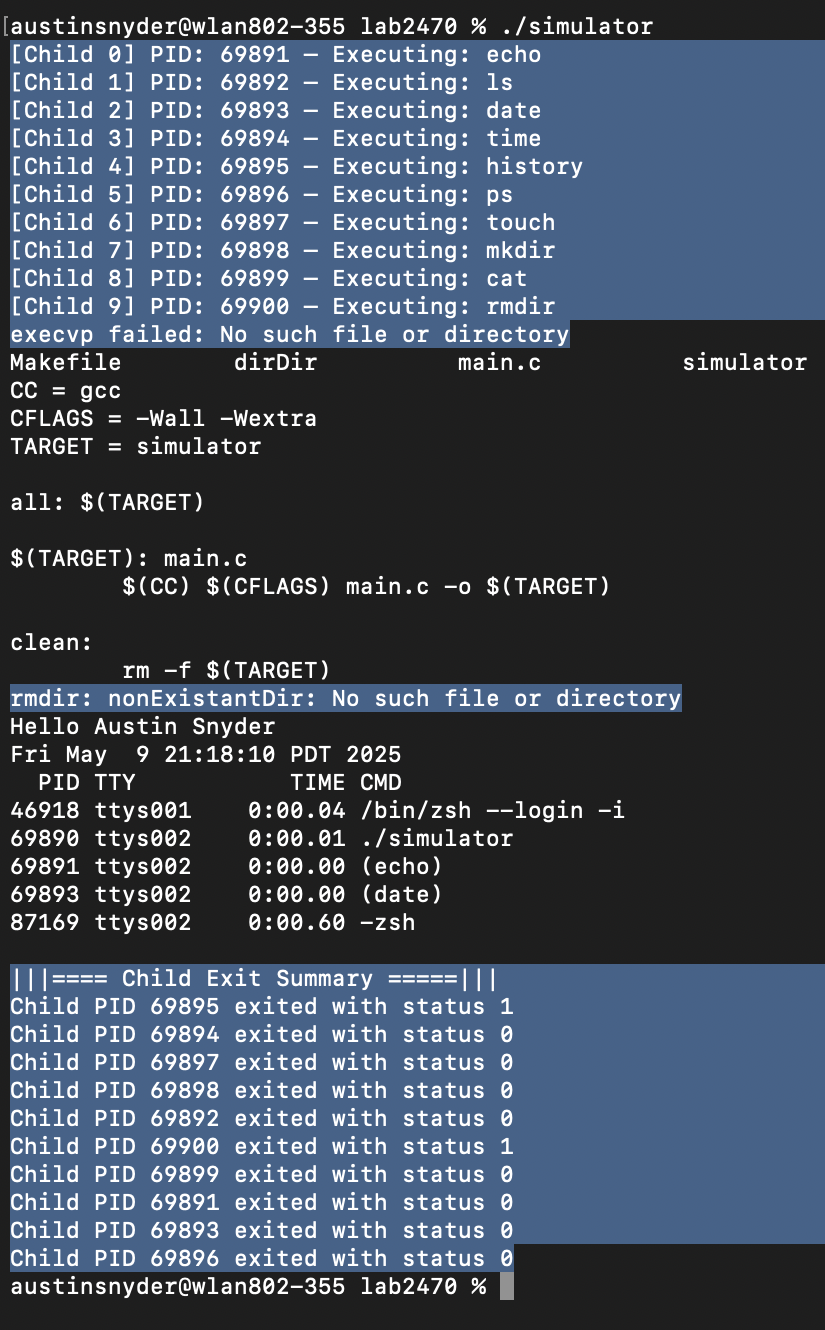 [austinsnyder@wlan802-355 lab2470 % ./simulator
[Child 0] PID: 69891 – Executing: echo
[Child 1] PID: 69892 – Executing: ls
[Child 2] PID: 69893 – Executing: date
[Child 3] PID: 69894 – Executing: time
[Child 4] PID: 69895 – Executing: history
[Child 5] PID: 69896 – Executing: ps
[Child 6] PID: 69897 – Executing: touch
[Child 7] PID: 69898 – Executing: mkdir
[Child 8] PID: 69899 – Executing: cat
[Child 9] PID: 69900 – Executing: rmdir
execvp failed: No such file or directory
Makefile        dirDir          main.c          simulator
CC = gcc
CFLAGS = -Wall -Wextra
TARGET = simulator

all: $(TARGET)

$(TARGET): main.c
        $(CC) $(CFLAGS) main.c -o $(TARGET)

clean:
        rm -f $(TARGET)
rmdir: nonExistantDir: No such file or directory
Hello Austin Snyder
Fri May  9 21:18:10 PDT 2025
  PID TTY           TIME CMD
46918 ttys001    0:00.04 /bin/zsh --login -i
69890 ttys002    0:00.01 ./simulator
69891 ttys002    0:00.00 (echo)
69893 ttys002    0:00.00 (date)
87169 ttys002    0:00.60 -zsh

|||==== Child Exit Summary =====|||
Child PID 69895 exited with status 1
Child PID 69894 exited with status 0
Child PID 69897 exited with status 0
Child PID 69898 exited with status 0
Child PID 69892 exited with status 0
Child PID 69900 exited with status 1
Child PID 69899 exited with status 0
Child PID 69891 exited with status 0
Child PID 69893 exited with status 0
Child PID 69896 exited with status 0
austinsnyder@wlan802-355 lab2470 %